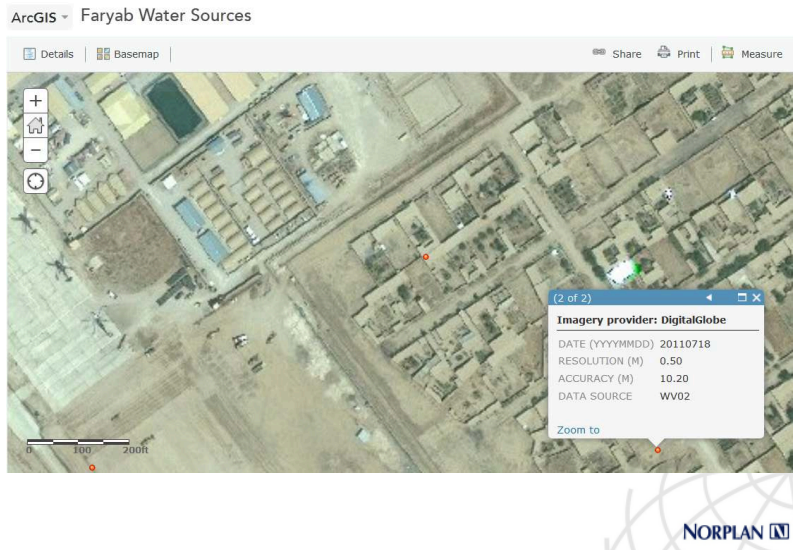 ArcGIS Faryab Water Sources
Details Basemap Share Print Measure
+
−
(2 of 2)
Imagery provider: DigitalGlobe
DATE (YYYYMMDD) 20110718
RESOLUTION (M) 0.50
ACCURACY (M) 10.20
DATA SOURCE WV02
Zoom to
0 100 200ft
NORPLAN N